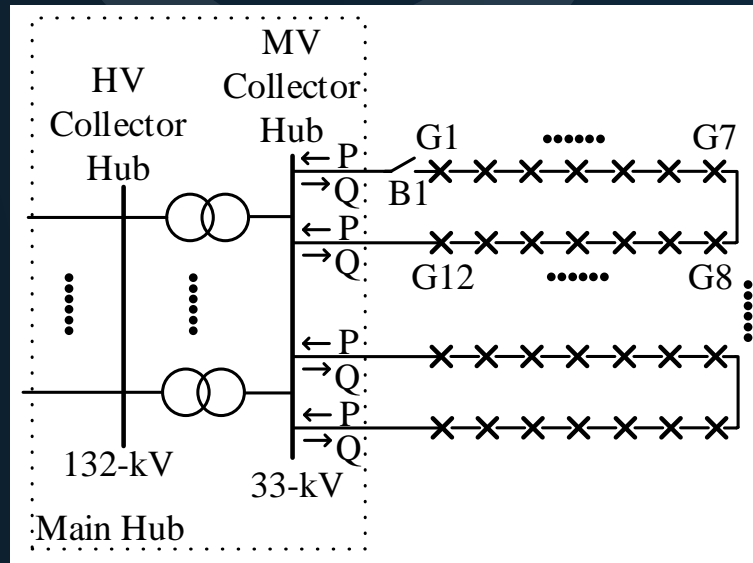 HV
Collector
Hub
MV
Collector
Hub
← P
→ Q
B1
G1
G7
← P
→ Q
G12
G8
← P
→ Q
← P
→ Q
132-kV
33-kV
Main Hub